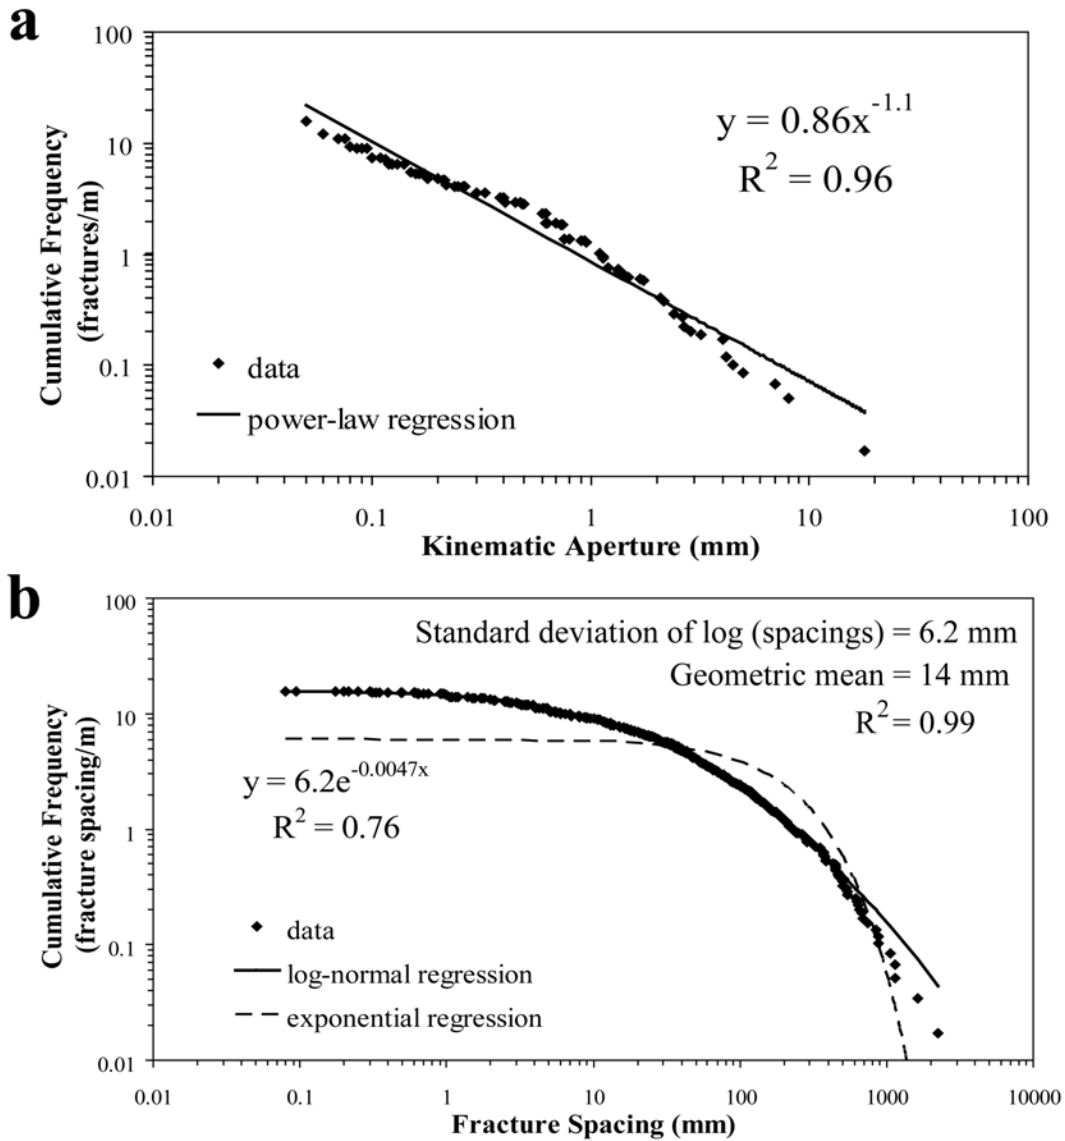 a
100
10
1
0.1
0.01
Cumulative Frequency
(fractures/m)
y = 0.86x^-1.1
R^2 = 0.96
data
power-law regression
0.01 0.1 1 10 100
Kinematic Aperture (mm)
b
100
10
1
0.1
0.01
Cumulative Frequency
(fracture spacing/m)
Standard deviation of log (spacings) = 6.2 mm
Geometric mean = 14 mm
R^2 = 0.99
y = 6.2e^-0.0047x
R^2 = 0.76
data
log-normal regression
exponential regression
0.01 0.1 1 10 100 1000 10000
Fracture Spacing (mm)